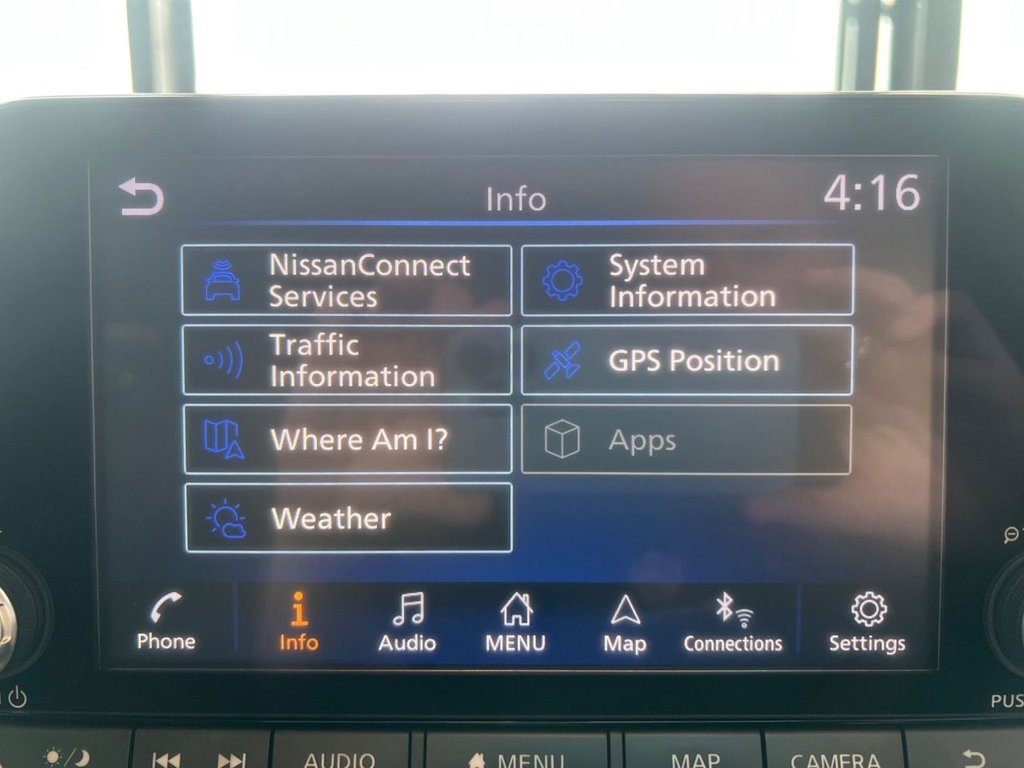 Info
4:16
NissanConnect
Services
System
Information
Traffic
Information
GPS Position
Where Am I?
Apps
Weather
Phone
Info
Audio
MENU
Map
Connections
Settings
PUS
AUDIO
MENU
MAP
CAMERA